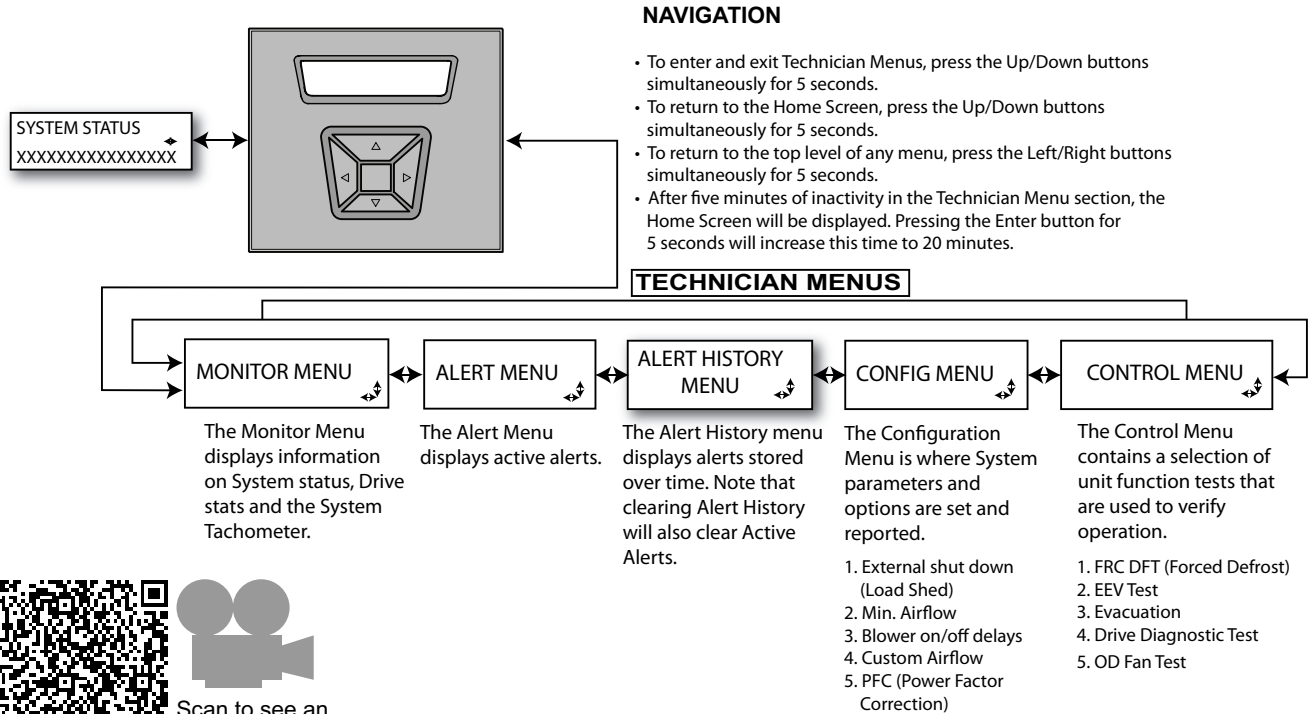 NAVIGATION
• To enter and exit Technician Menus, press the Up/Down buttons
simultaneously for 5 seconds.
• To return to the Home Screen, press the Up/Down buttons
simultaneously for 5 seconds.
• To return to the top level of any menu, press the Left/Right buttons
simultaneously for 5 seconds.
• After five minutes of inactivity in the Technician Menu section, the
Home Screen will be displayed. Pressing the Enter button for
5 seconds will increase this time to 20 minutes.
SYSTEM STATUS
XXXXXXXXXXXXXXXX
TECHNICIAN MENUS
MONITOR MENU
The Monitor Menu
displays information
on System status, Drive
stats and the System
Tachometer.
ALERT MENU
The Alert Menu
displays active alerts.
ALERT HISTORY
MENU
The Alert History menu
displays alerts stored
over time. Note that
clearing Alert History
will also clear Active
Alerts.
CONFIG MENU
The Configuration
Menu is where System
parameters and
options are set and
reported.
1. External shut down
(Load Shed)
2. Min. Airflow
3. Blower on/off delays
4. Custom Airflow
5. PFC (Power Factor
Correction)
CONTROL MENU
The Control Menu
contains a selection of
unit function tests that
are used to verify
operation.
1. FRC DFT (Forced Defrost)
2. EEV Test
3. Evacuation
4. Drive Diagnostic Test
5. OD Fan Test
Scan to see an